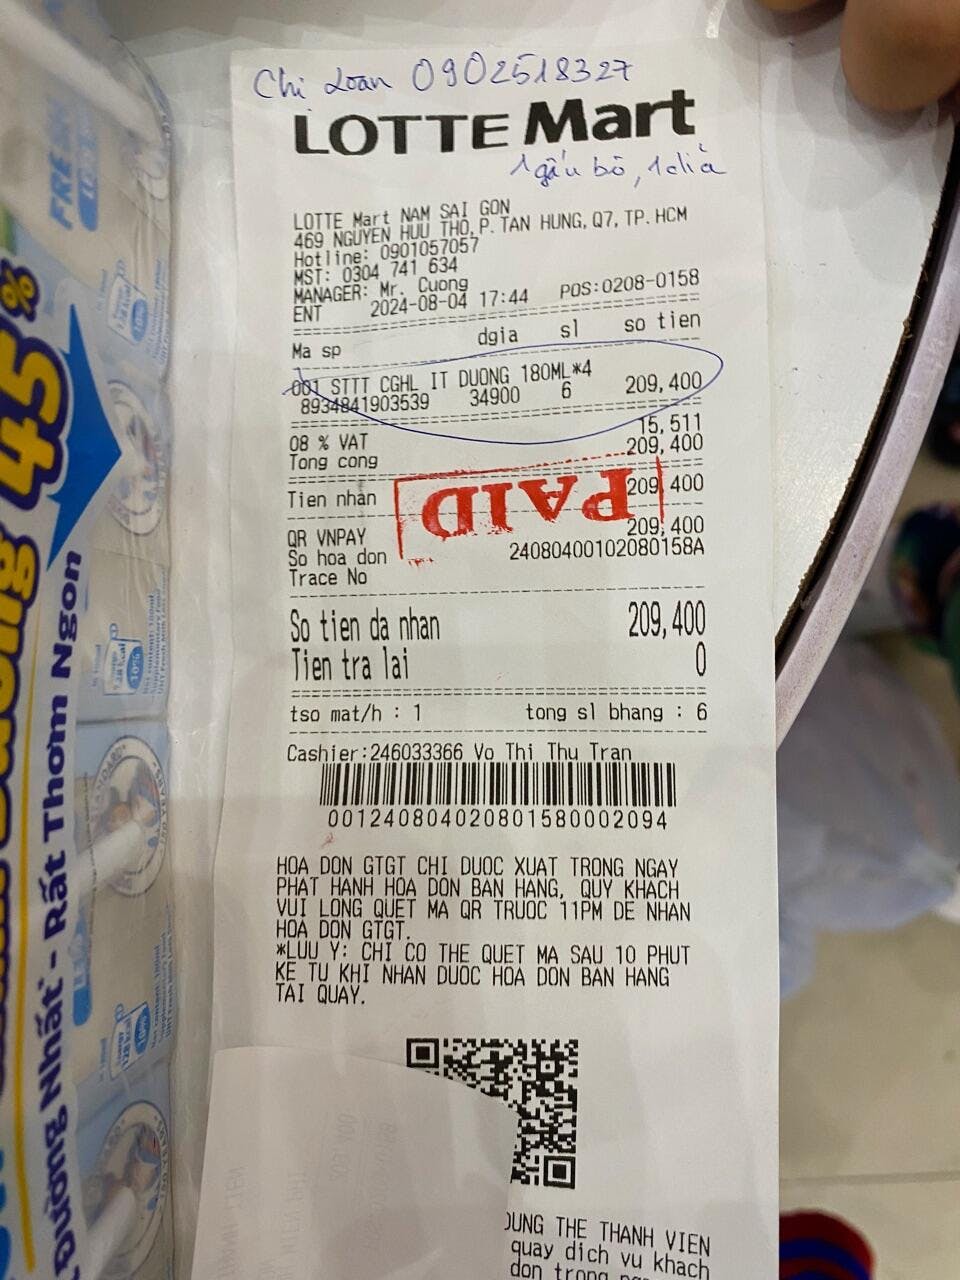 Chị Loan 0902518327
LOTTE Mart
1 gấu bô, 1 dĩa
LOTTE Mart NAM SAI GON
469 NGUYEN HUU THO, P. TAN HUNG, Q7, TP. HCM
Hotline: 0901057057
MST: 0304 741 634
MANAGER: Mr. Cuong
ENT 2024-08-04 17:44 POS:0208-0158
Ma sp dgia sl so tien
001 STTT CGHL IT DUONG 180ML*4
8934841903539 34900 6 209,400
08 % VAT 15,511
Tong cong 209,400
Tien nhan 209,400
PAID
QR VNPAY 209,400
So hoa don 24080400102080158A
Trace No
So tien da nhan 209,400
Tien tra lai 0
tso mat/h : 1 tong sl bhang : 6
Cashier:246033366 Vo Thi Thu Tran
001240804020801580002094
HOA DON GTGT CHI DUOC XUAT TRONG NGAY
PHAT HANH HOA DON BAN HANG, QUY KHACH
VUI LONG QUET MA QR TRUOC 11PM DE NHAN
HOA DON GTGT.
*LUU Y: CHI CO THE QUET MA SAU 10 PHUT
KE TU KHI NHAN DUOC HOA DON BAN HANG
TAI QUAY.
DUNG THE THANH VIEN
quay dich vu khach
don trong
45%
Dưỡng Nhất - Rất Thơm Ngon